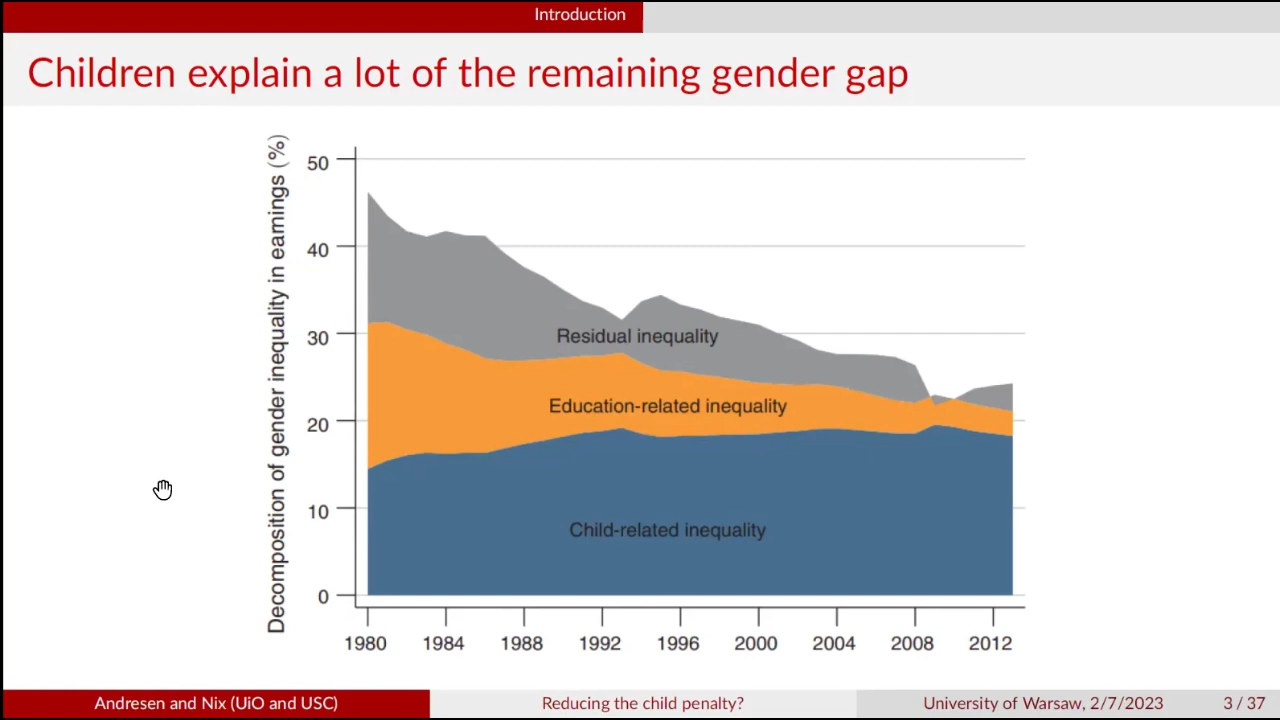 Introduction
Children explain a lot of the remaining gender gap
Decomposition of gender inequality in earnings (%)
50
40
30
20
10
0
Residual inequality
Education-related inequality
Child-related inequality
1980 1984 1988 1992 1996 2000 2004 2008 2012
Andresen and Nix (UiO and USC) Reducing the child penalty? University of Warsaw, 2/7/2023 3 / 37